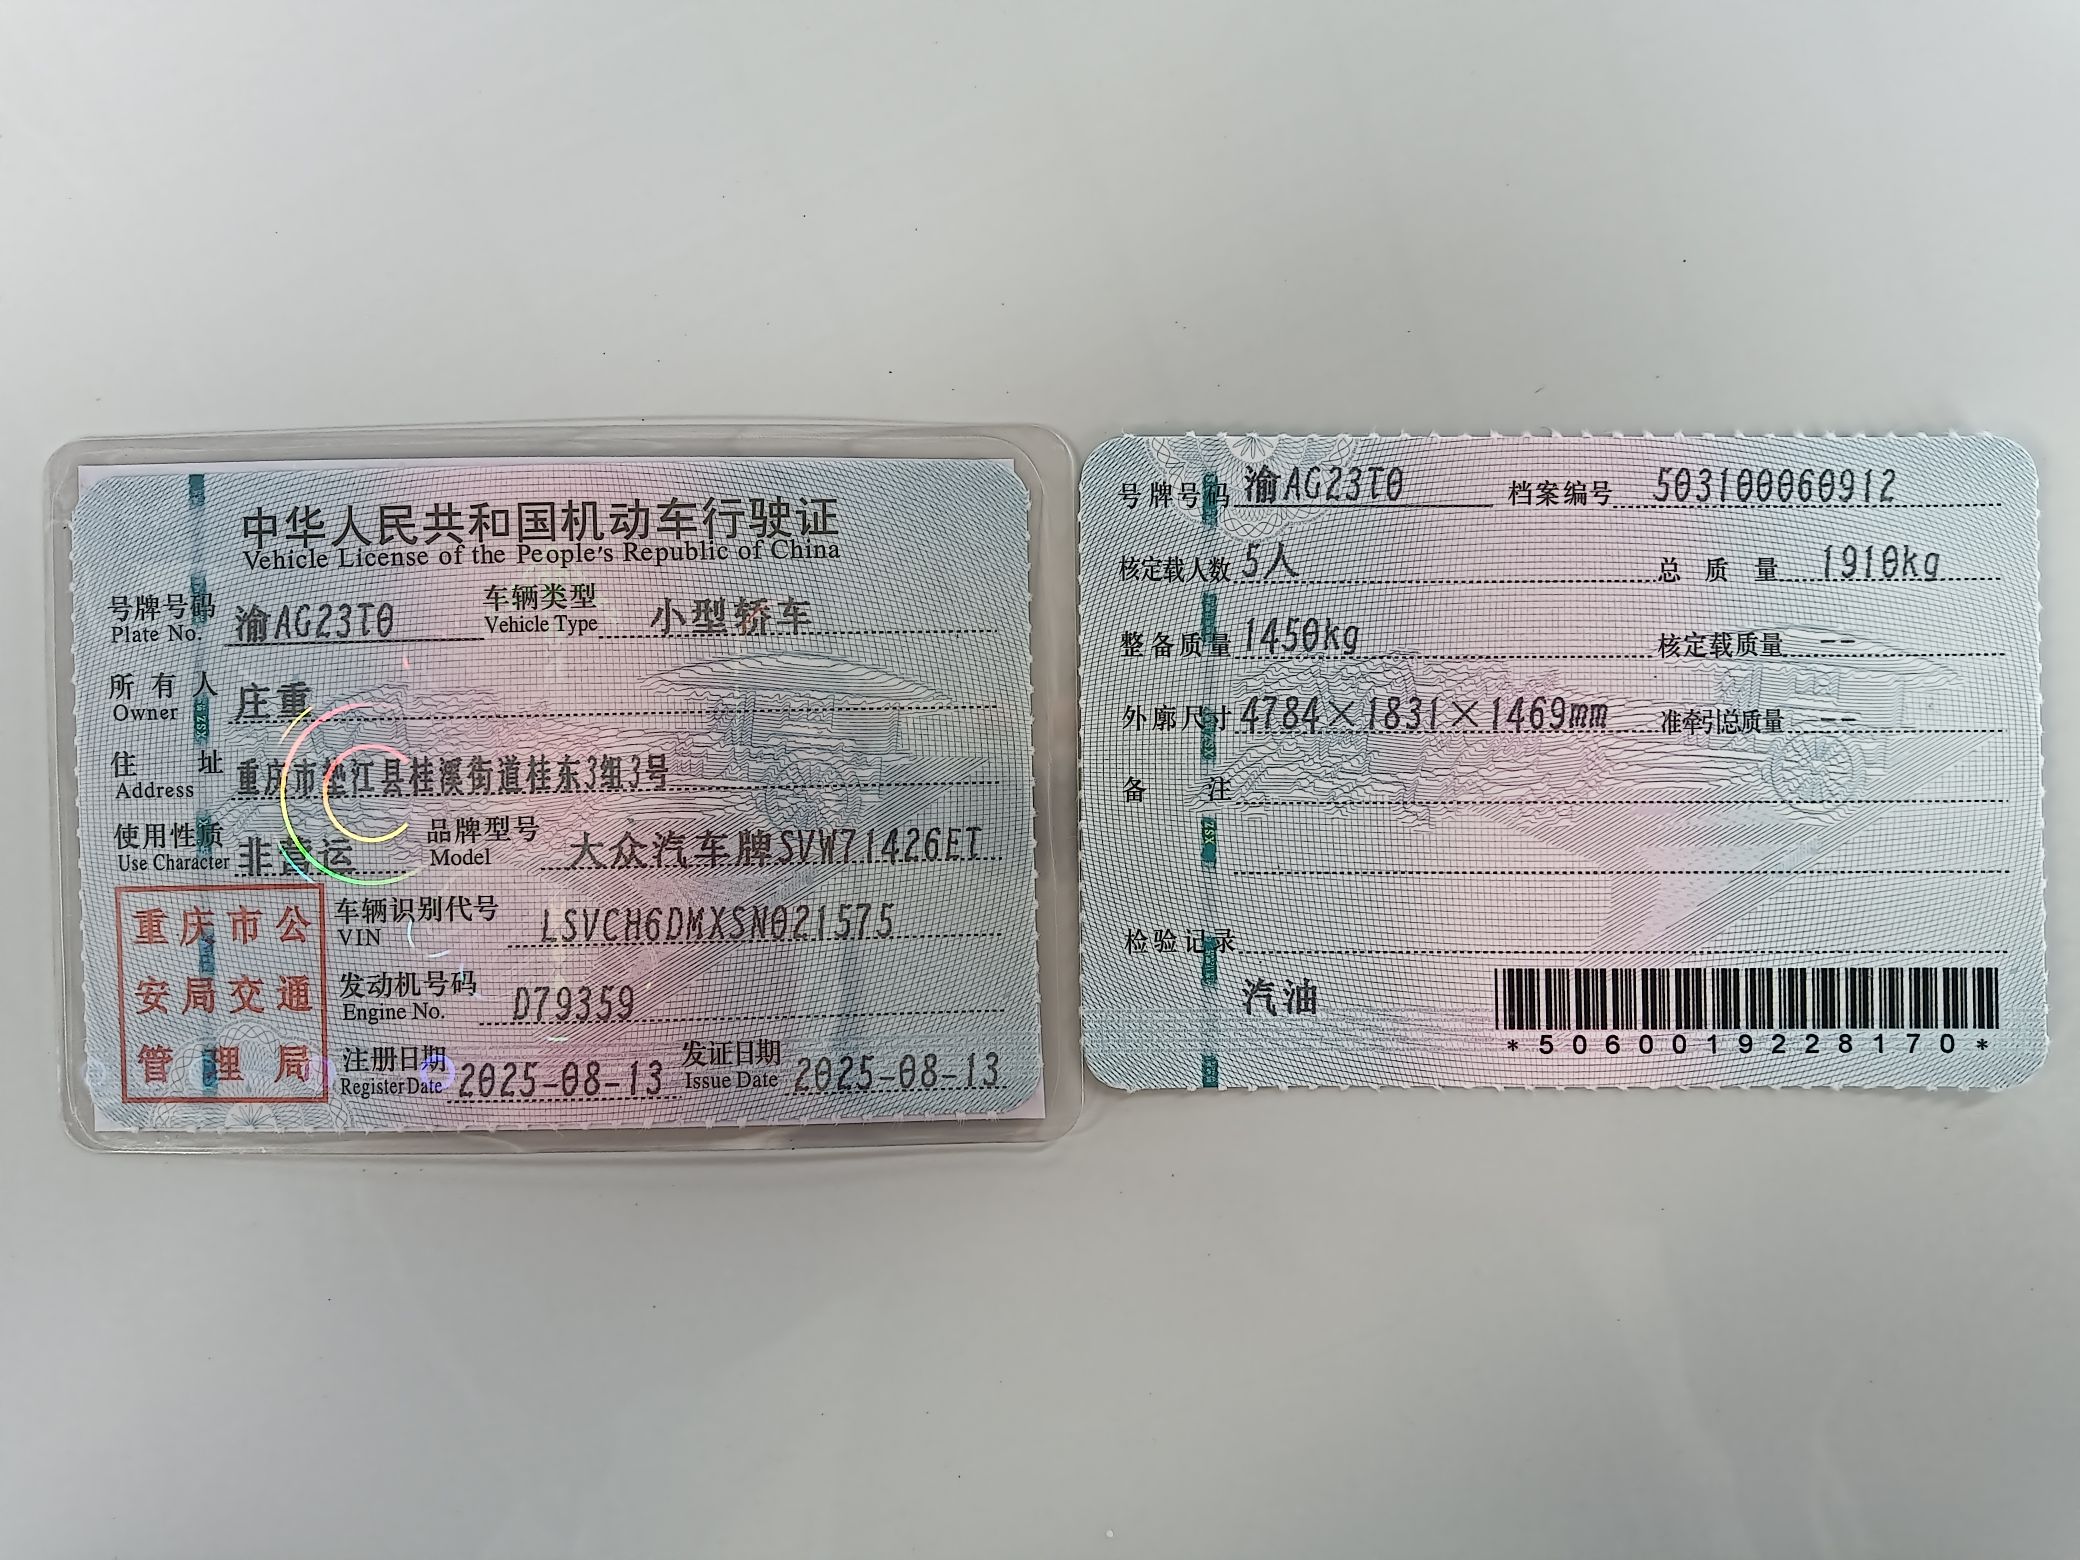 中华人民共和国机动车行驶证
Vehicle License of the People's Republic of China
号牌号码 渝AG23T0 车辆类型 小型轿车
Plate No. Vehicle Type
所有人 庄重
Owner
住址 重庆市垫江县桂溪街道桂东3组3号
Address
使用性质 非营运 品牌型号 大众汽车牌SVW71426ET
Use Character Model
重庆市公安局交通管理局
车辆识别代号 LSVCH6DMXSN021575
VIN
发动机号码 D79359
Engine No.
注册日期 2025-08-13 发证日期 2025-08-13
Register Date Issue Date
号牌号码 渝AG23T0 档案编号 503100060912
核定载人数 5人 总质量 1910kg
整备质量 1450kg 核定载质量 --
外廓尺寸 4784×1831×1469mm 准牵引总质量 --
备注
检验记录
汽油
*5060019228170*